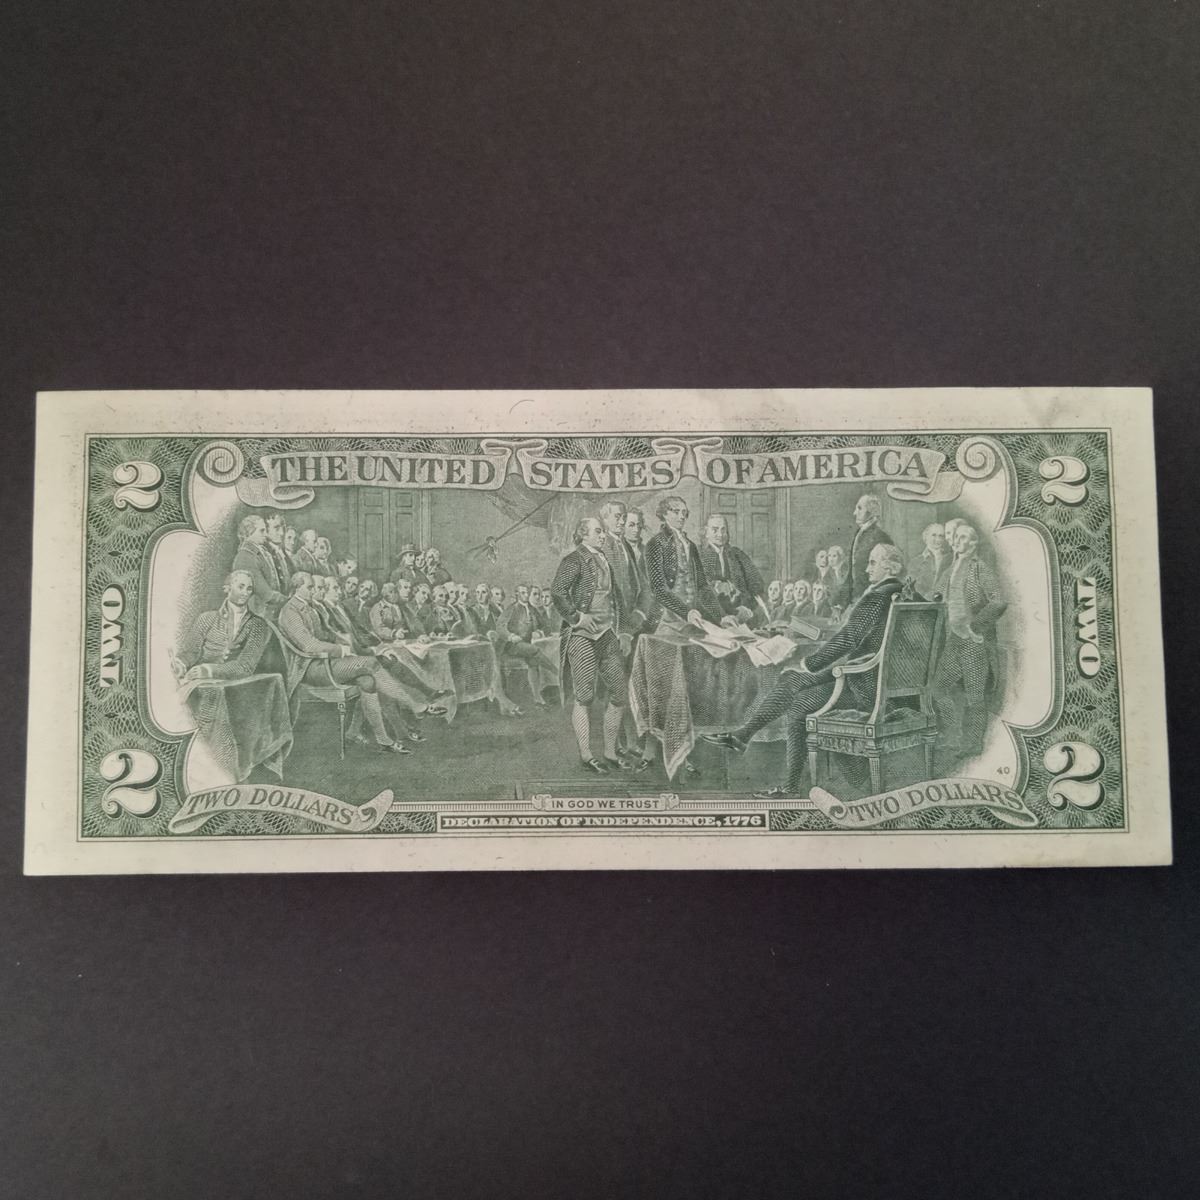 THE UNITED STATES OF AMERICA
2
2
TWO
TWO
40
2
2
TWO DOLLARS
TWO DOLLARS
IN GOD WE TRUST
DECLARATION OF INDEPENDENCE, 1776